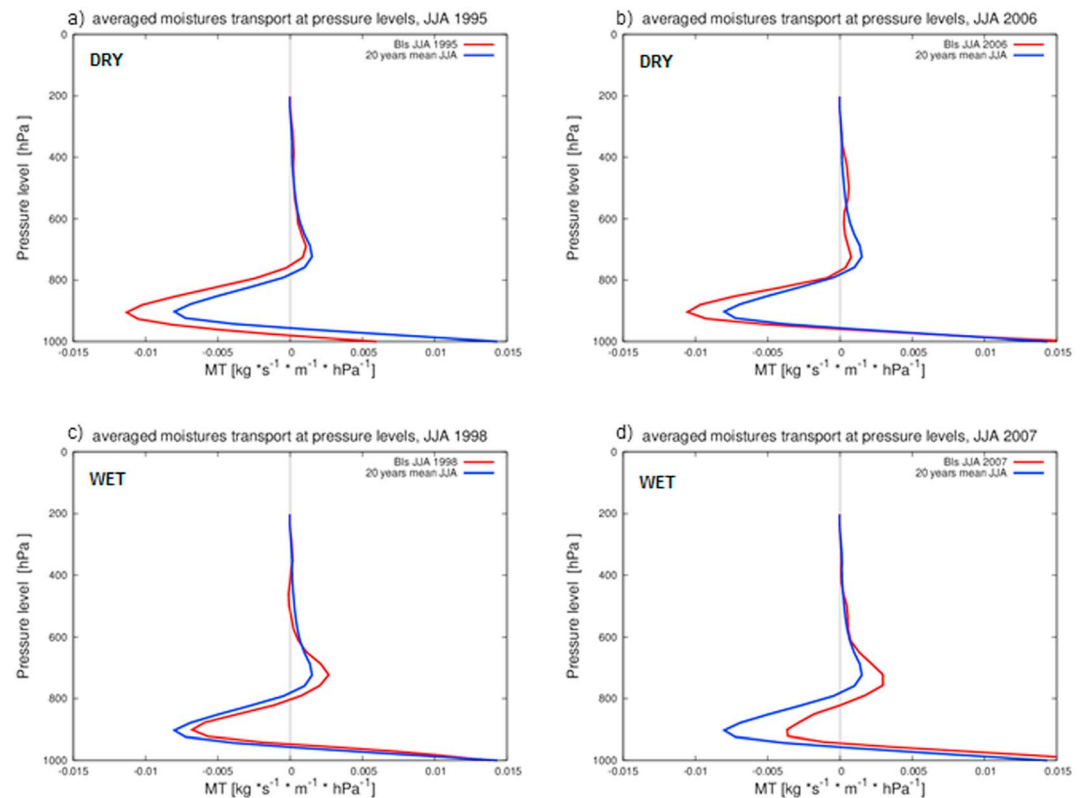 a) averaged moistures transport at pressure levels, JJA 1995
0
200
400
600
800
1000
Pressure level [hPa]
DRY
BIs JJA 1995
20 years mean JJA
-0.015 -0.01 -0.005 0 0.005 0.01 0.015
MT [kg *s⁻¹ * m⁻¹ * hPa⁻¹]
b) averaged moistures transport at pressure levels, JJA 2006
0
200
400
600
800
1000
Pressure level [hPa]
DRY
BIs JJA 2006
20 years mean JJA
-0.015 -0.01 -0.005 0 0.005 0.01 0.015
MT [kg *s⁻¹ * m⁻¹ * hPa⁻¹]
c) averaged moistures transport at pressure levels, JJA 1998
0
200
400
600
800
1000
Pressure level [hPa]
WET
BIs JJA 1998
20 years mean JJA
-0.015 -0.01 -0.005 0 0.005 0.01 0.015
MT [kg *s⁻¹ * m⁻¹ * hPa⁻¹]
d) averaged moistures transport at pressure levels, JJA 2007
0
200
400
600
800
1000
Pressure level [hPa]
WET
BIs JJA 2007
20 years mean JJA
-0.015 -0.01 -0.005 0 0.005 0.01 0.015
MT [kg *s⁻¹ * m⁻¹ * hPa⁻¹]